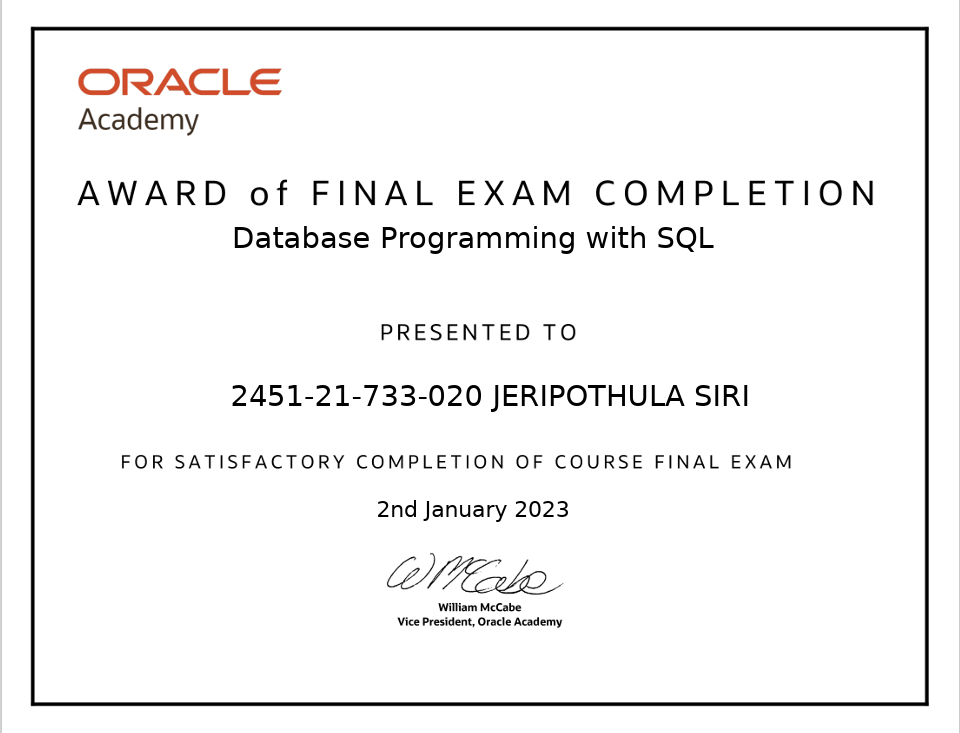 ORACLE
Academy
AWARD of FINAL EXAM COMPLETION
Database Programming with SQL
PRESENTED TO
2451-21-733-020 JERIPOTHULA SIRI
FOR SATISFACTORY COMPLETION OF COURSE FINAL EXAM
2nd January 2023
W McCabe
William McCabe
Vice President, Oracle Academy